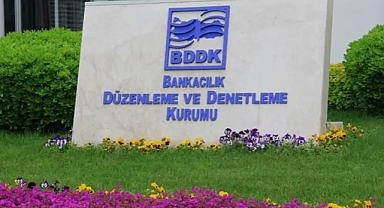 BDDK
BANKACILIK
DÜZENLEME VE DENETLEME
KURUMU